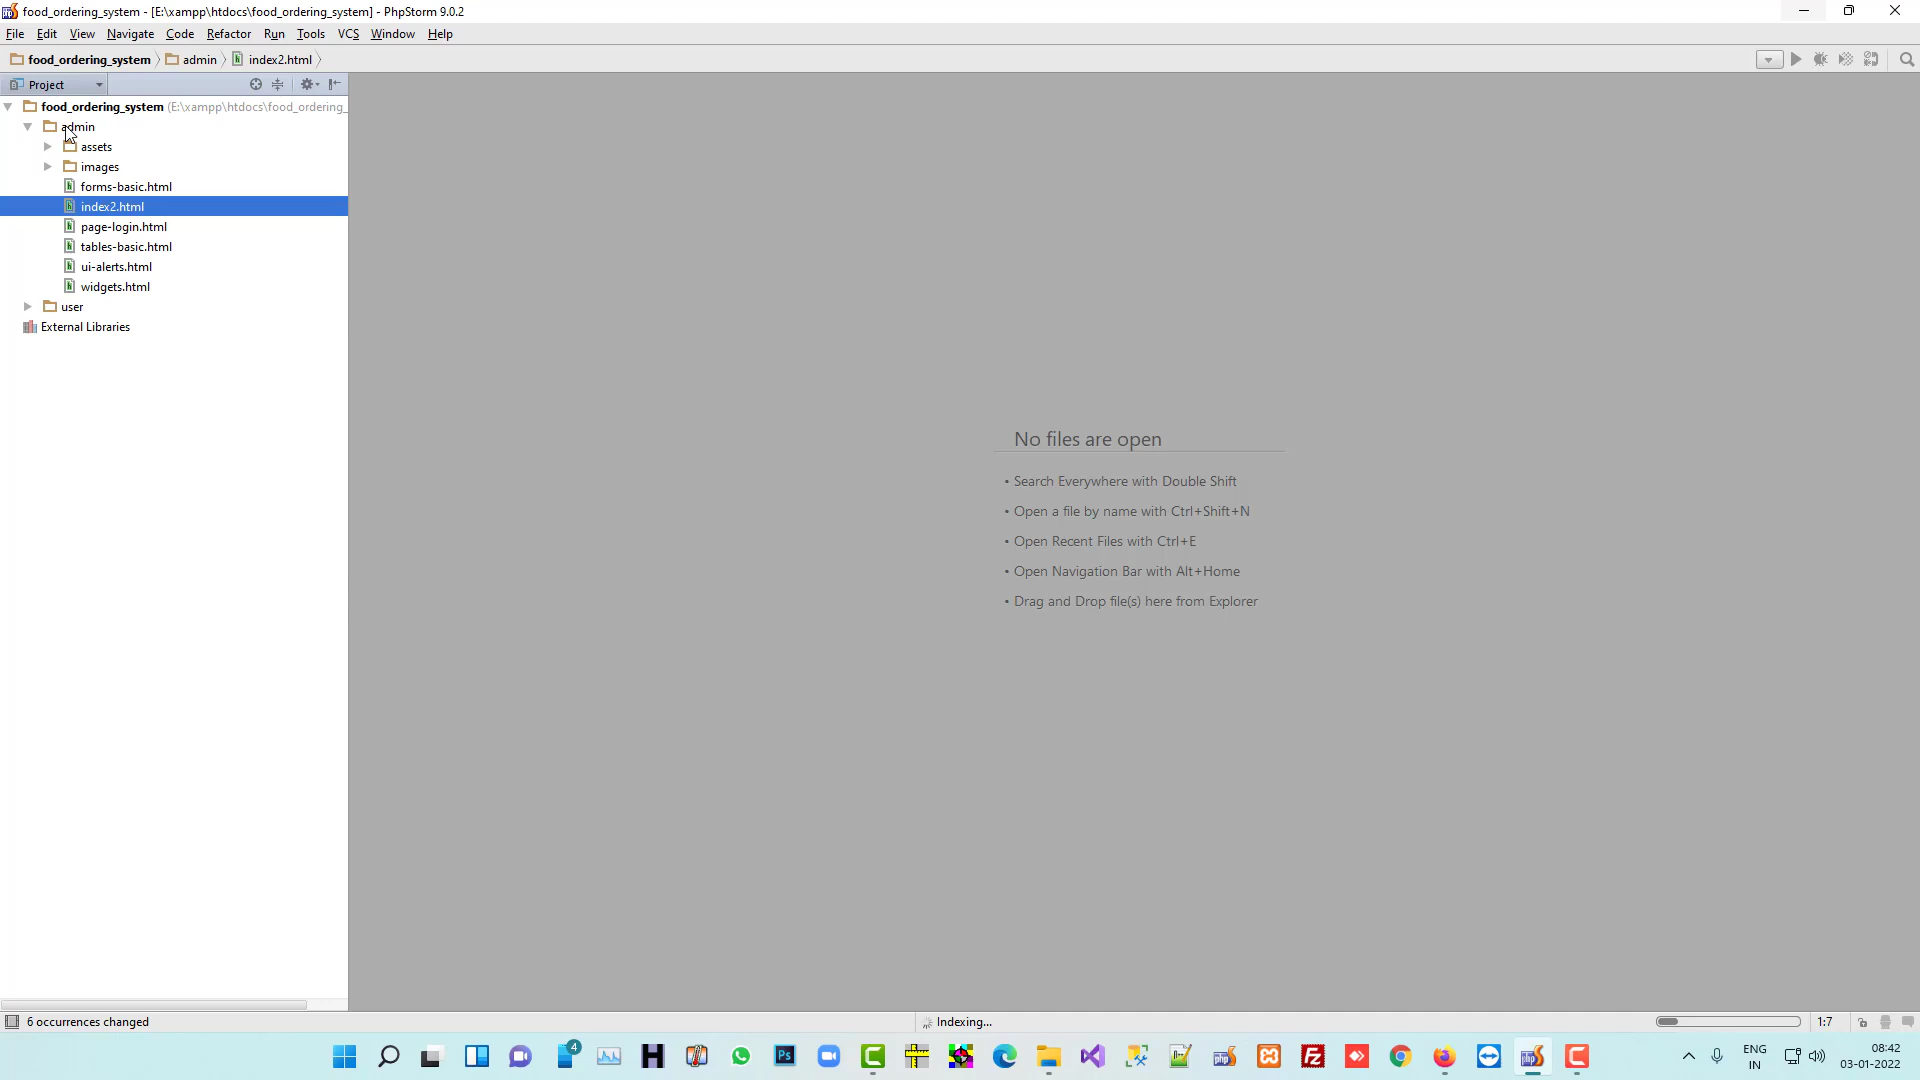 food_ordering_system - [E:\xampp\htdocs\food_ordering_system] - PhpStorm 9.0.2
File Edit View Navigate Code Refactor Run Tools VCS Window Help
food_ordering_system admin index2.html
Project
food_ordering_system (E:\xampp\htdocs\food_ordering_
admin
assets
images
forms-basic.html
index2.html
page-login.html
tables-basic.html
ui-alerts.html
widgets.html
user
External Libraries
No files are open
• Search Everywhere with Double Shift
• Open a file by name with Ctrl+Shift+N
• Open Recent Files with Ctrl+E
• Open Navigation Bar with Alt+Home
• Drag and Drop file(s) here from Explorer
6 occurrences changed Indexing... 1:7
4
Ps
ENG
IN
08:42
03-01-2022